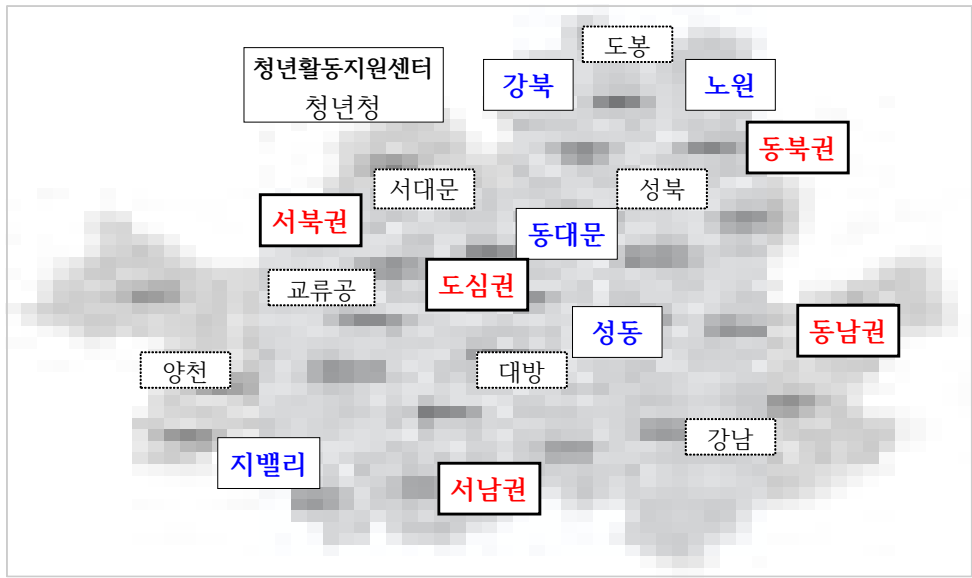 도봉
청년활동지원센터
청년청
강북
노원
동북권
서대문
성북
서북권
동대문
교류공
도심권
성동
동남권
양천
대방
강남
지밸리
서남권